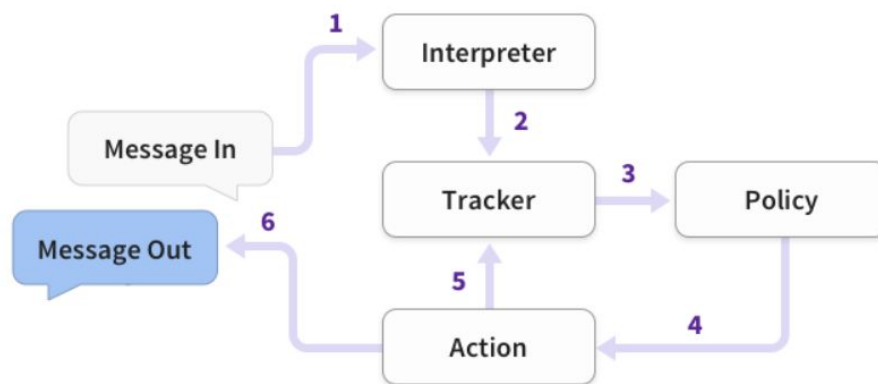 1
Interpreter
2
Message In
Tracker
3
Policy
6
Message Out
5
4
Action